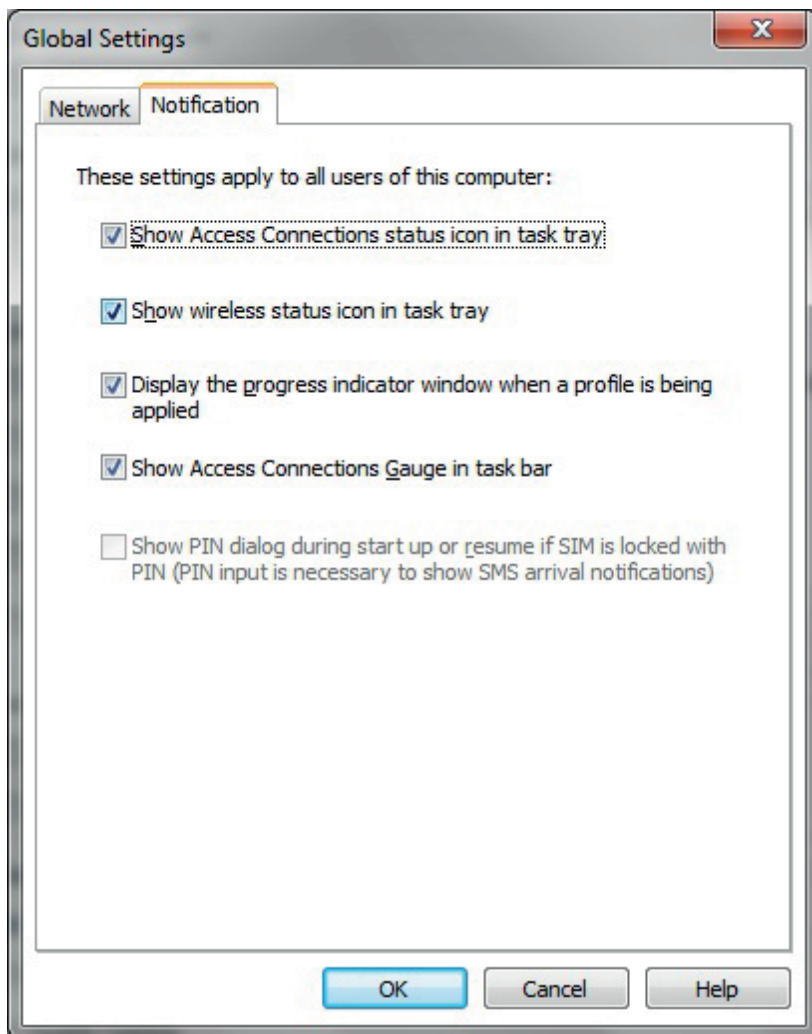 Global Settings
Network
Notification
These settings apply to all users of this computer:
Show Access Connections status icon in task tray
Show wireless status icon in task tray
Display the progress indicator window when a profile is being
applied
Show Access Connections Gauge in task bar
Show PIN dialog during start up or resume if SIM is locked with
PIN (PIN input is necessary to show SMS arrival notifications)
OK
Cancel
Help